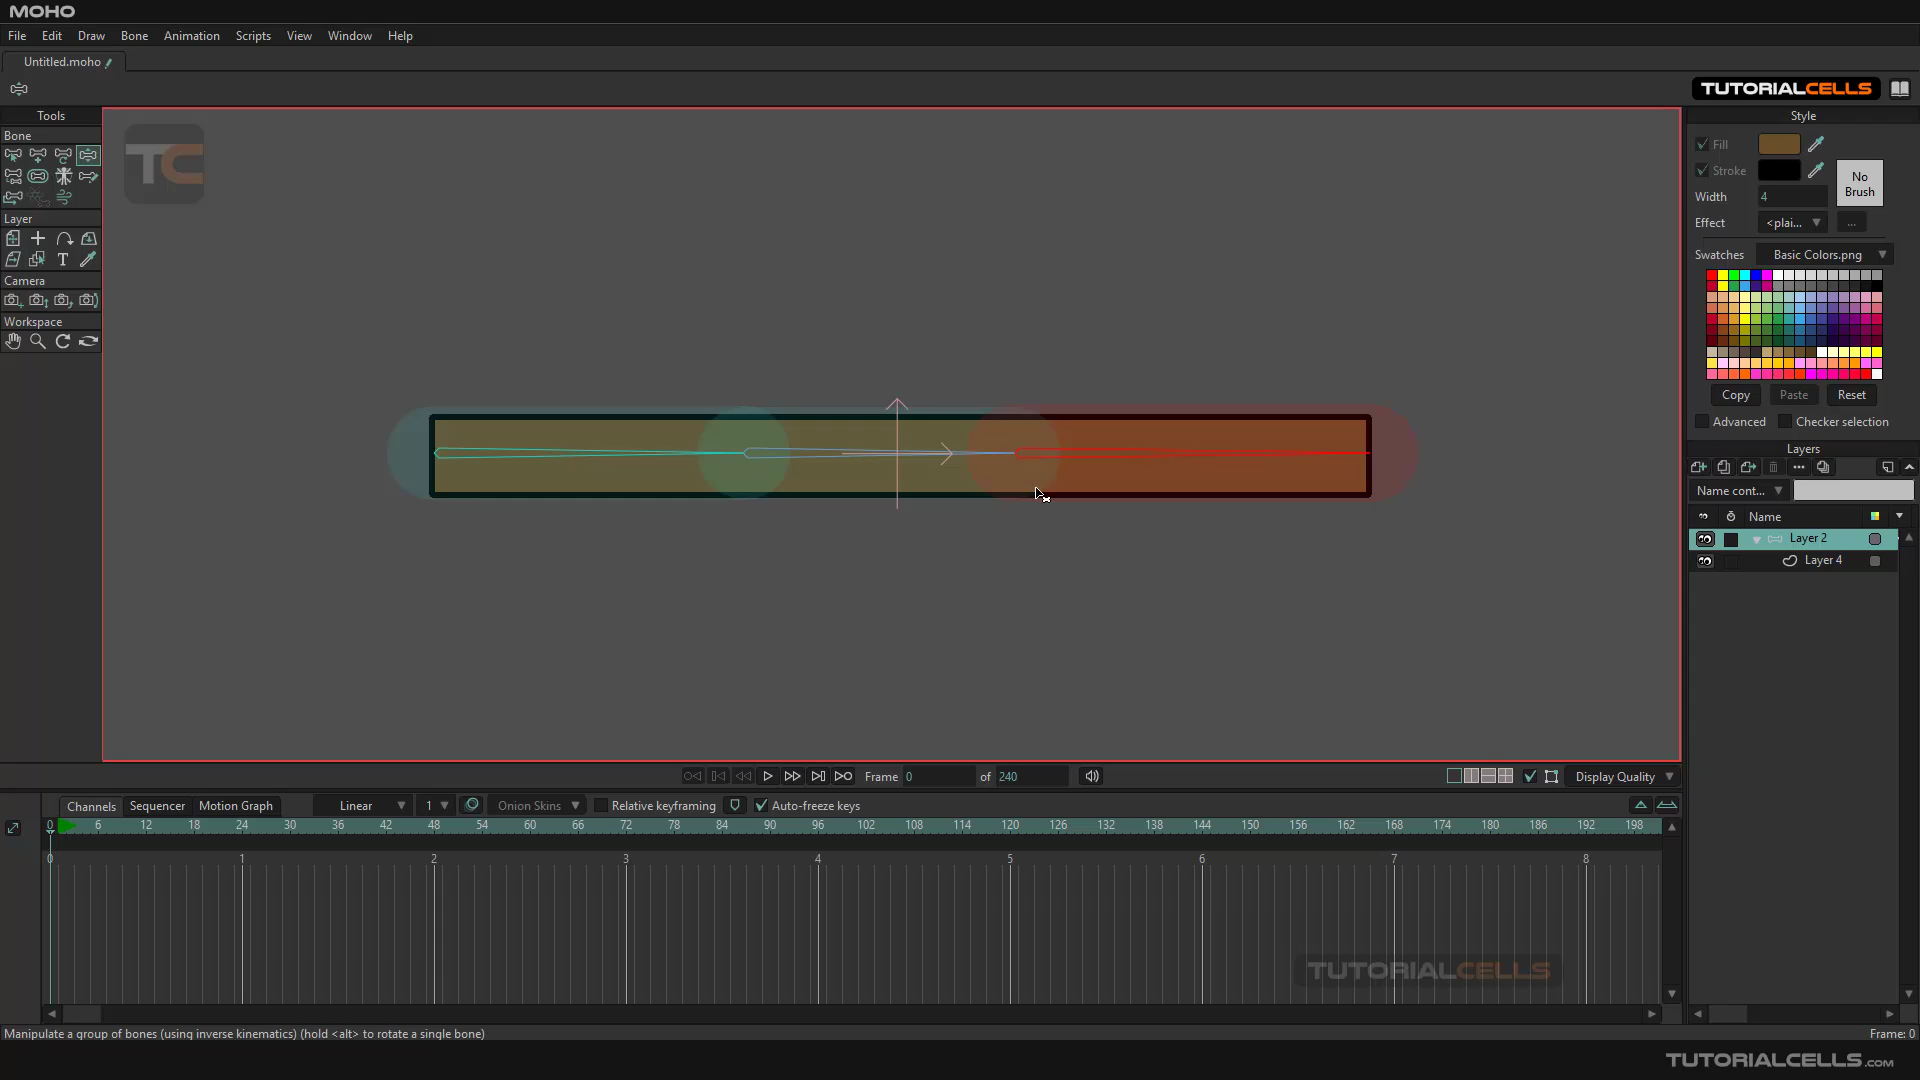 MOHO
File Edit Draw Bone Animation Scripts View Window Help
Untitled.moho
TUTORIALCELLS
Tools
Style
Bone
TC
Fill
Stroke
No Brush
Width 4
Effect <plai... ...
Layer
T
Swatches Basic Colors.png
Camera
Workspace
Copy Paste Reset
Advanced Checker selection
Layers
Name cont...
Name
Layer 2
Layer 4
Frame 0 of 240 Display Quality
Channels Sequencer Motion Graph Linear 1 Onion Skins Relative keyframing Auto-freeze keys
0 6 12 18 24 30 36 42 48 54 60 66 72 78 84 90 96 102 108 114 120 126 132 138 144 150 156 162 168 174 180 186 192 198
0 1 2 3 4 5 6 7 8
TUTORIALCELLS
Manipulate a group of bones (using inverse kinematics) (hold <alt> to rotate a single bone) Frame: 0
TUTORIALCELLS.COM